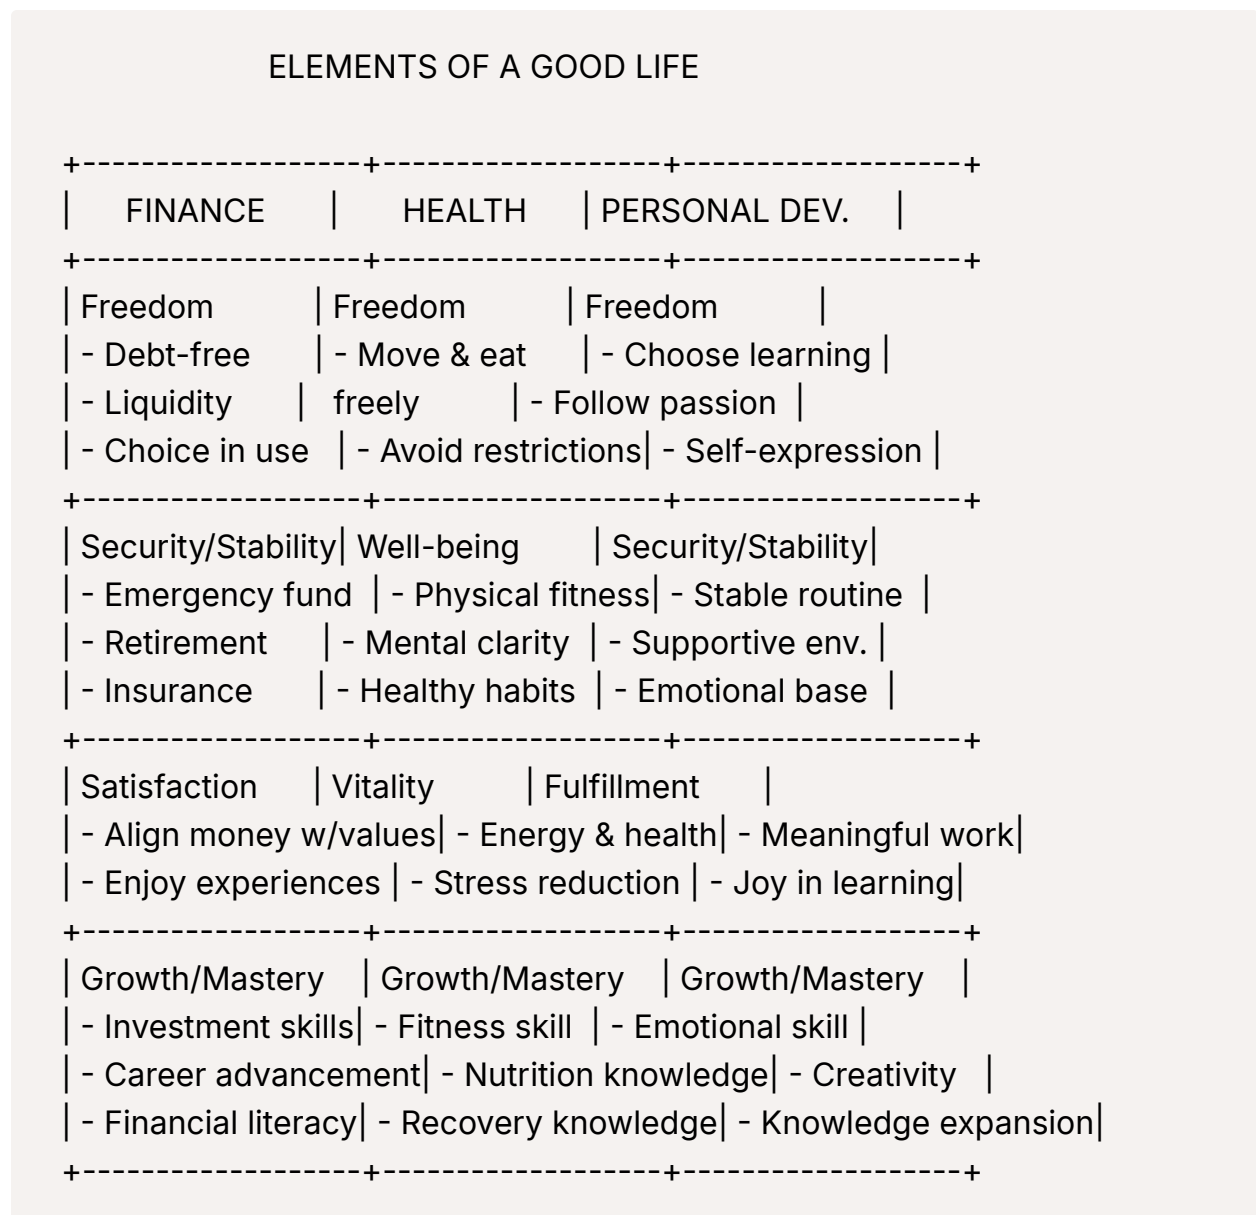 ELEMENTS OF A GOOD LIFE
+-------------------+-------------------+-------------------+
|      FINANCE       |       HEALTH      | PERSONAL DEV.     |
+-------------------+-------------------+-------------------+
| Freedom           | Freedom           | Freedom           |
| - Debt-free       | - Move & eat      | - Choose learning |
| - Liquidity       |   freely          | - Follow passion  |
| - Choice in use   | - Avoid restrictions| - Self-expression |
+-------------------+-------------------+-------------------+
| Security/Stability| Well-being        | Security/Stability|
| - Emergency fund  | - Physical fitness| - Stable routine  |
| - Retirement      | - Mental clarity  | - Supportive env. |
| - Insurance       | - Healthy habits  | - Emotional base  |
+-------------------+-------------------+-------------------+
| Satisfaction      | Vitality          | Fulfillment       |
| - Align money w/values| - Energy & health| - Meaningful work|
| - Enjoy experiences | - Stress reduction | - Joy in learning|
+-------------------+-------------------+-------------------+
| Growth/Mastery    | Growth/Mastery    | Growth/Mastery    |
| - Investment skills| - Fitness skill  | - Emotional skill |
| - Career advancement| - Nutrition knowledge| - Creativity   |
| - Financial literacy| - Recovery knowledge| - Knowledge expansion|
+-------------------+-------------------+-------------------+